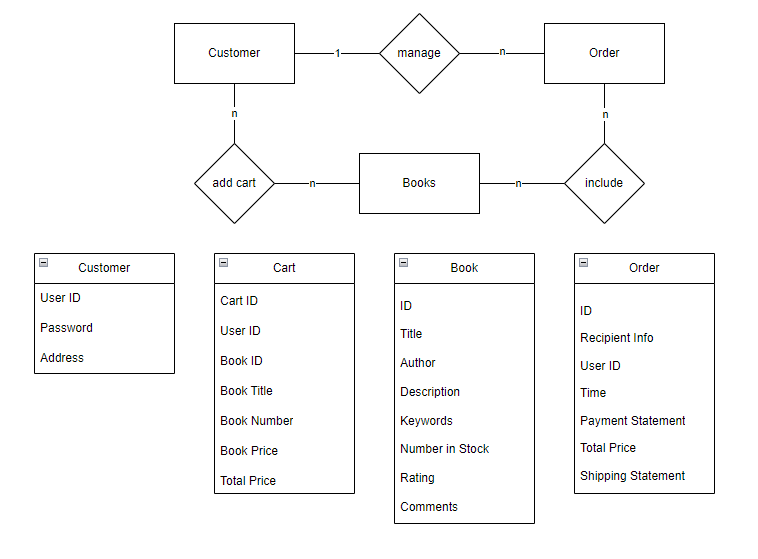 Customer
1
manage
n
Order
n
n
add cart
n
Books
n
include
Customer
User ID
Password
Address
Cart
Cart ID
User ID
Book ID
Book Title
Book Number
Book Price
Total Price
Book
ID
Title
Author
Description
Keywords
Number in Stock
Rating
Comments
Order
ID
Recipient Info
User ID
Time
Payment Statement
Total Price
Shipping Statement